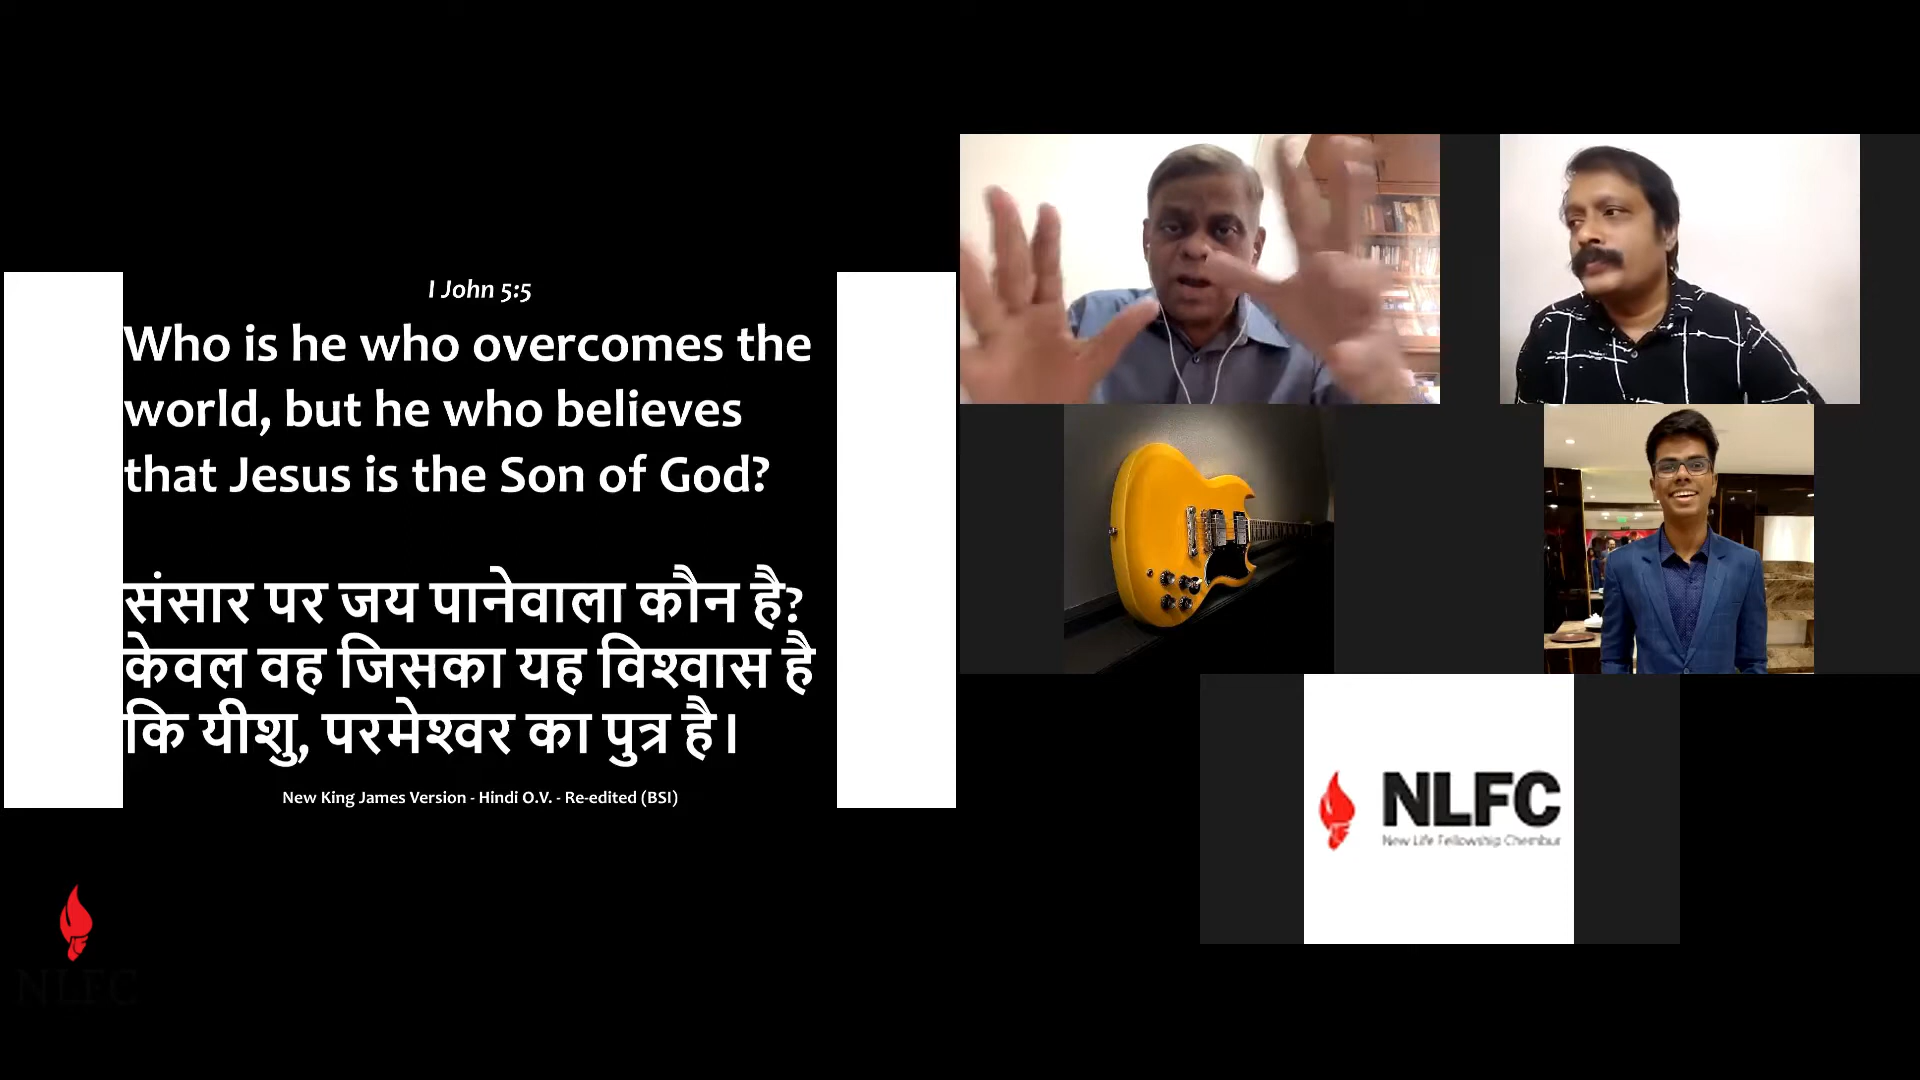 I John 5:5
Who is he who overcomes the
world, but he who believes
that Jesus is the Son of God?
संसार पर जय पानेवाला कौन है?
केवल वह जिसका यह विश्वास है
कि यीशु, परमेश्वर का पुत्र है।
New King James Version - Hindi O.V. - Re-edited (BSI)
NLFC
New Life Fellowship Chembur
NLFC